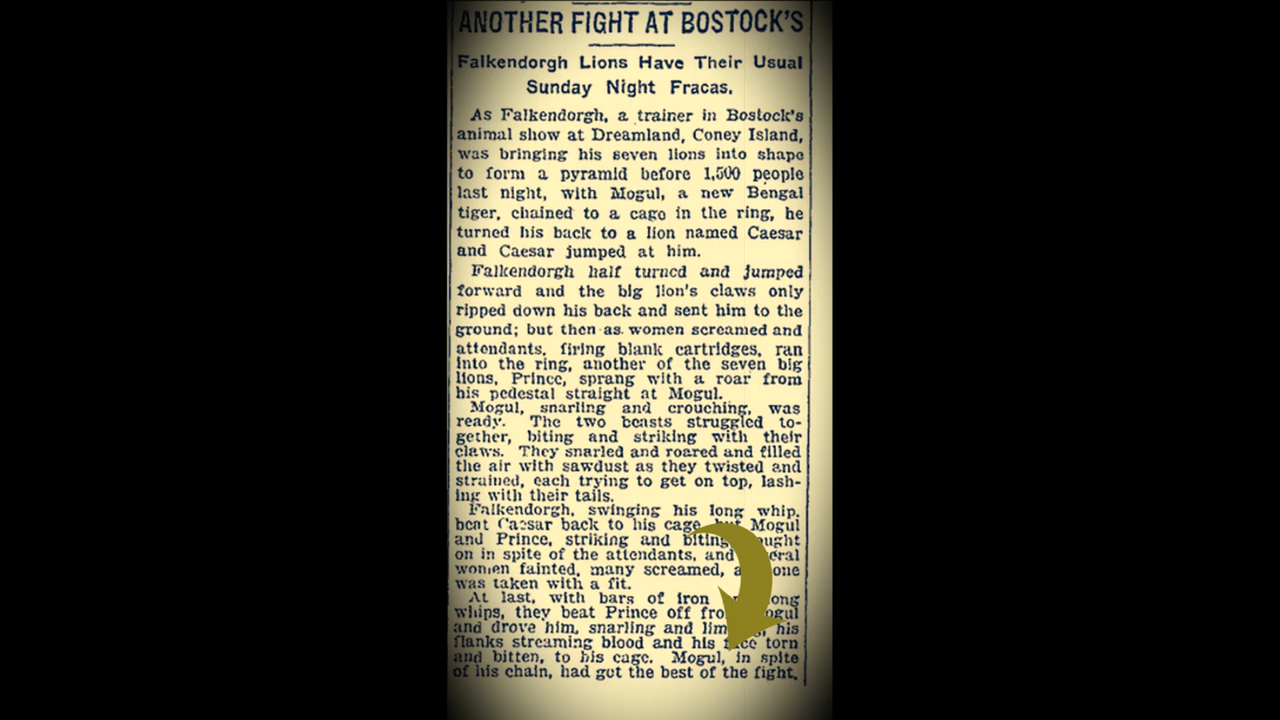 ANOTHER FIGHT AT BOSTOCK'S
Falkendorgh Lions Have Their Usual
Sunday Night Fracas.
As Falkendorgh, a trainer in Bostock's
animal show at Dreamland, Coney Island,
was bringing his seven lions into shape
to form a pyramid before 1,500 people
last night, with Mogul, a new Bengal
tiger, chained to a cage in the ring, he
turned his back to a lion named Caesar
and Caesar jumped at him.
Falkendorgh half turned and jumped
forward and the big lion's claws only
ripped down his back and sent him to the
ground; but then as women screamed and
attendants, firing blank cartridges, ran
into the ring, another of the seven big
lions, Prince, sprang with a roar from
his pedestal straight at Mogul.
Mogul, snarling and crouching, was
ready. The two beasts struggled to-
gether, biting and striking with their
claws. They snarled and roared and filled
the air with sawdust as they twisted and
strained, each trying to get on top, lash-
ing with their tails.
Falkendorgh, swinging his long whip,
beat Caesar back to his cage, but Mogul
and Prince, striking and biting,
on in spite of the attendants, and
women fainted, many screamed, one
was taken with a fit.
At last, with bars of iron
whips, they beat Prince off
and drove him, snarling and his
flanks streaming blood and his torn
and bitten, to his cage. Mogul, in spite
of his chain, had got the best of the fight.